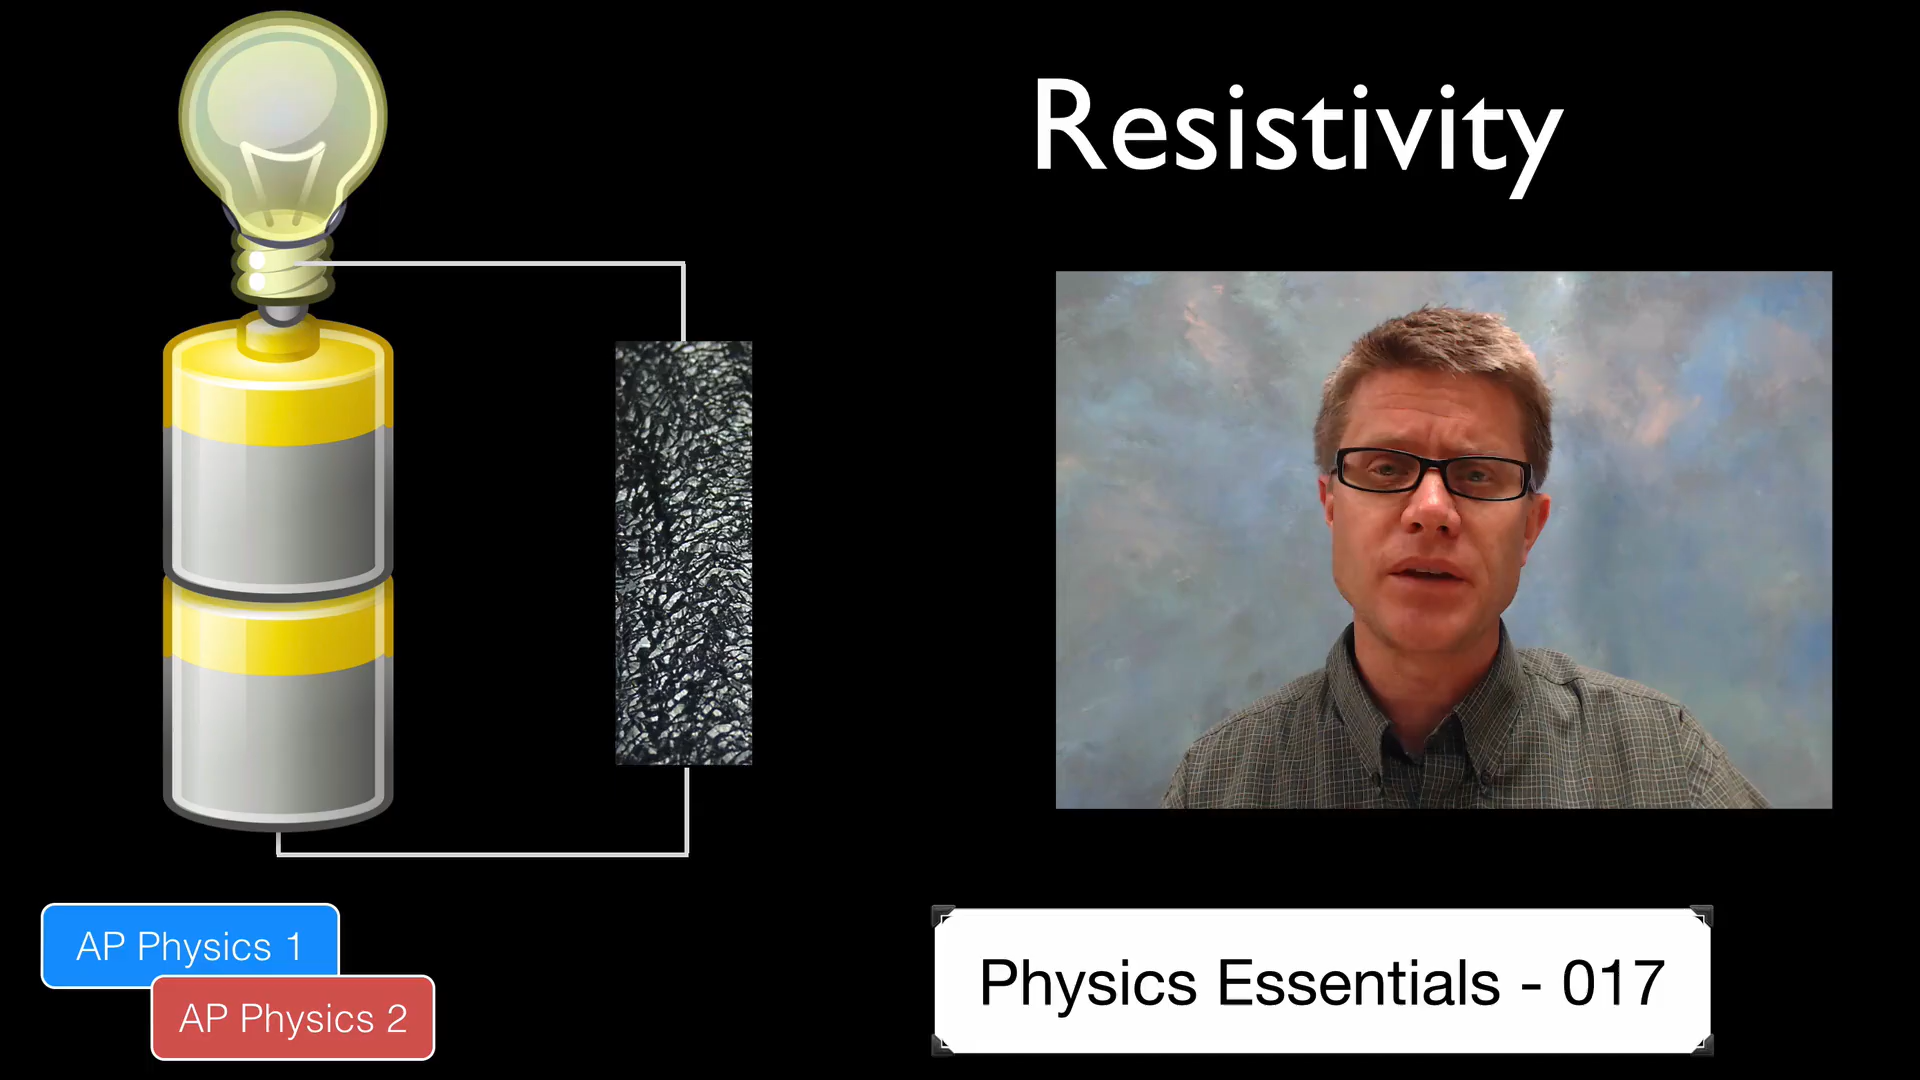 Resistivity
AP Physics 1
AP Physics 2
Physics Essentials - 017